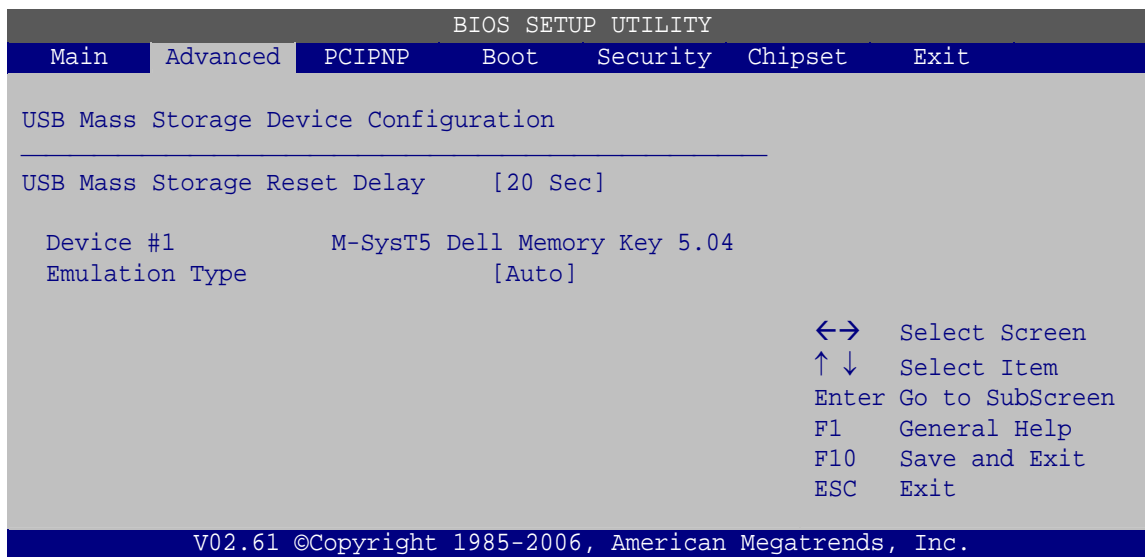 BIOS SETUP UTILITY
Main Advanced PCIPNP Boot Security Chipset Exit
USB Mass Storage Device Configuration
USB Mass Storage Reset Delay [20 Sec]
Device #1 M-SysT5 Dell Memory Key 5.04
Emulation Type [Auto]
←→ Select Screen
↑ ↓ Select Item
Enter Go to SubScreen
F1 General Help
F10 Save and Exit
ESC Exit
V02.61 ©Copyright 1985-2006, American Megatrends, Inc.